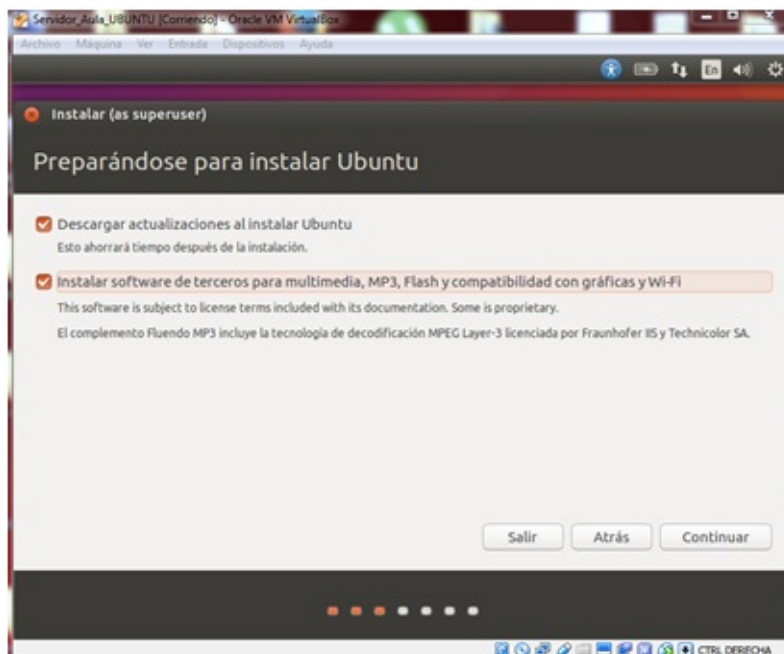 Servidor_Aula_UBUNTU [Corriendo] - Oracle VM VirtualBox
Archivo Máquina Ver Entrada Dispositivos Ayuda
En
Instalar (as superuser)
Preparándose para instalar Ubuntu
Descargar actualizaciones al instalar Ubuntu
Esto ahorrará tiempo después de la instalación.
Instalar software de terceros para multimedia, MP3, Flash y compatibilidad con gráficas y Wi-Fi
This software is subject to license terms included with its documentation. Some is proprietary.
El complemento Fluendo MP3 incluye la tecnología de decodificación MPEG Layer-3 licenciada por Fraunhofer IIS y Technicolor SA.
Salir Atrás Continuar
CTRL DERECHA